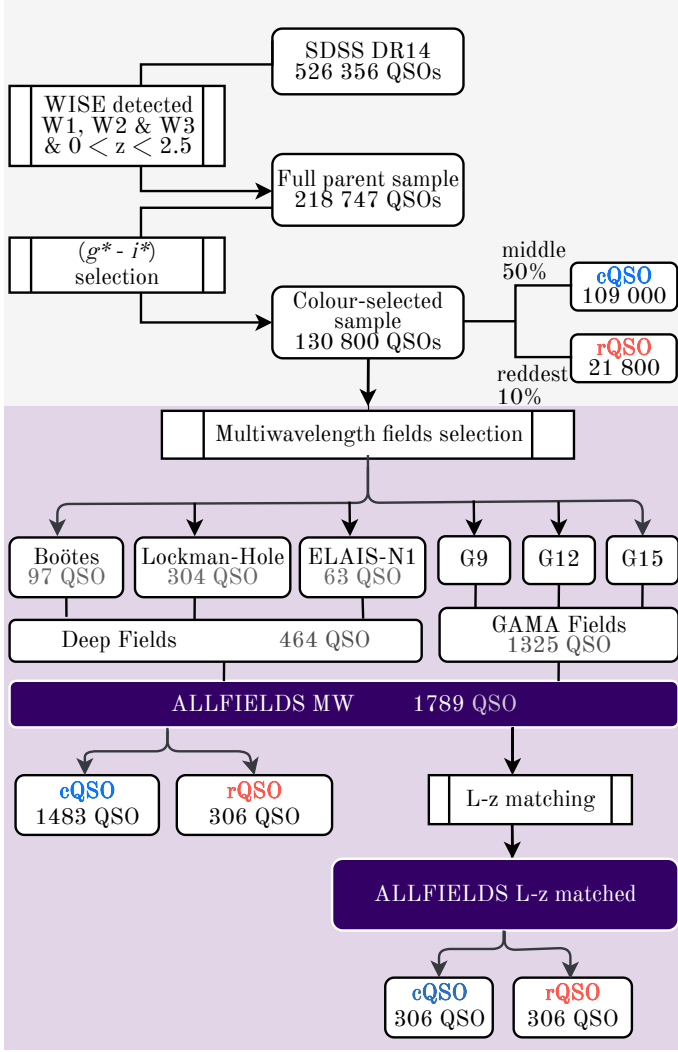 SDSS DR14
526 356 QSOs
WISE detected
W1, W2 & W3
& 0 < z < 2.5
Full parent sample
218 747 QSOs
(g* - i*)
selection
Colour-selected
sample
130 800 QSOs
middle
50%
cQSO
109 000
rQSO
21 800
reddest
10%
Multiwavelength fields selection
Boötes
97 QSO
Lockman-Hole
304 QSO
ELAIS-N1
63 QSO
G9
G12
G15
Deep Fields 464 QSO
GAMA Fields
1325 QSO
ALLFIELDS MW 1789 QSO
cQSO
1483 QSO
rQSO
306 QSO
L-z matching
ALLFIELDS L-z matched
cQSO
306 QSO
rQSO
306 QSO